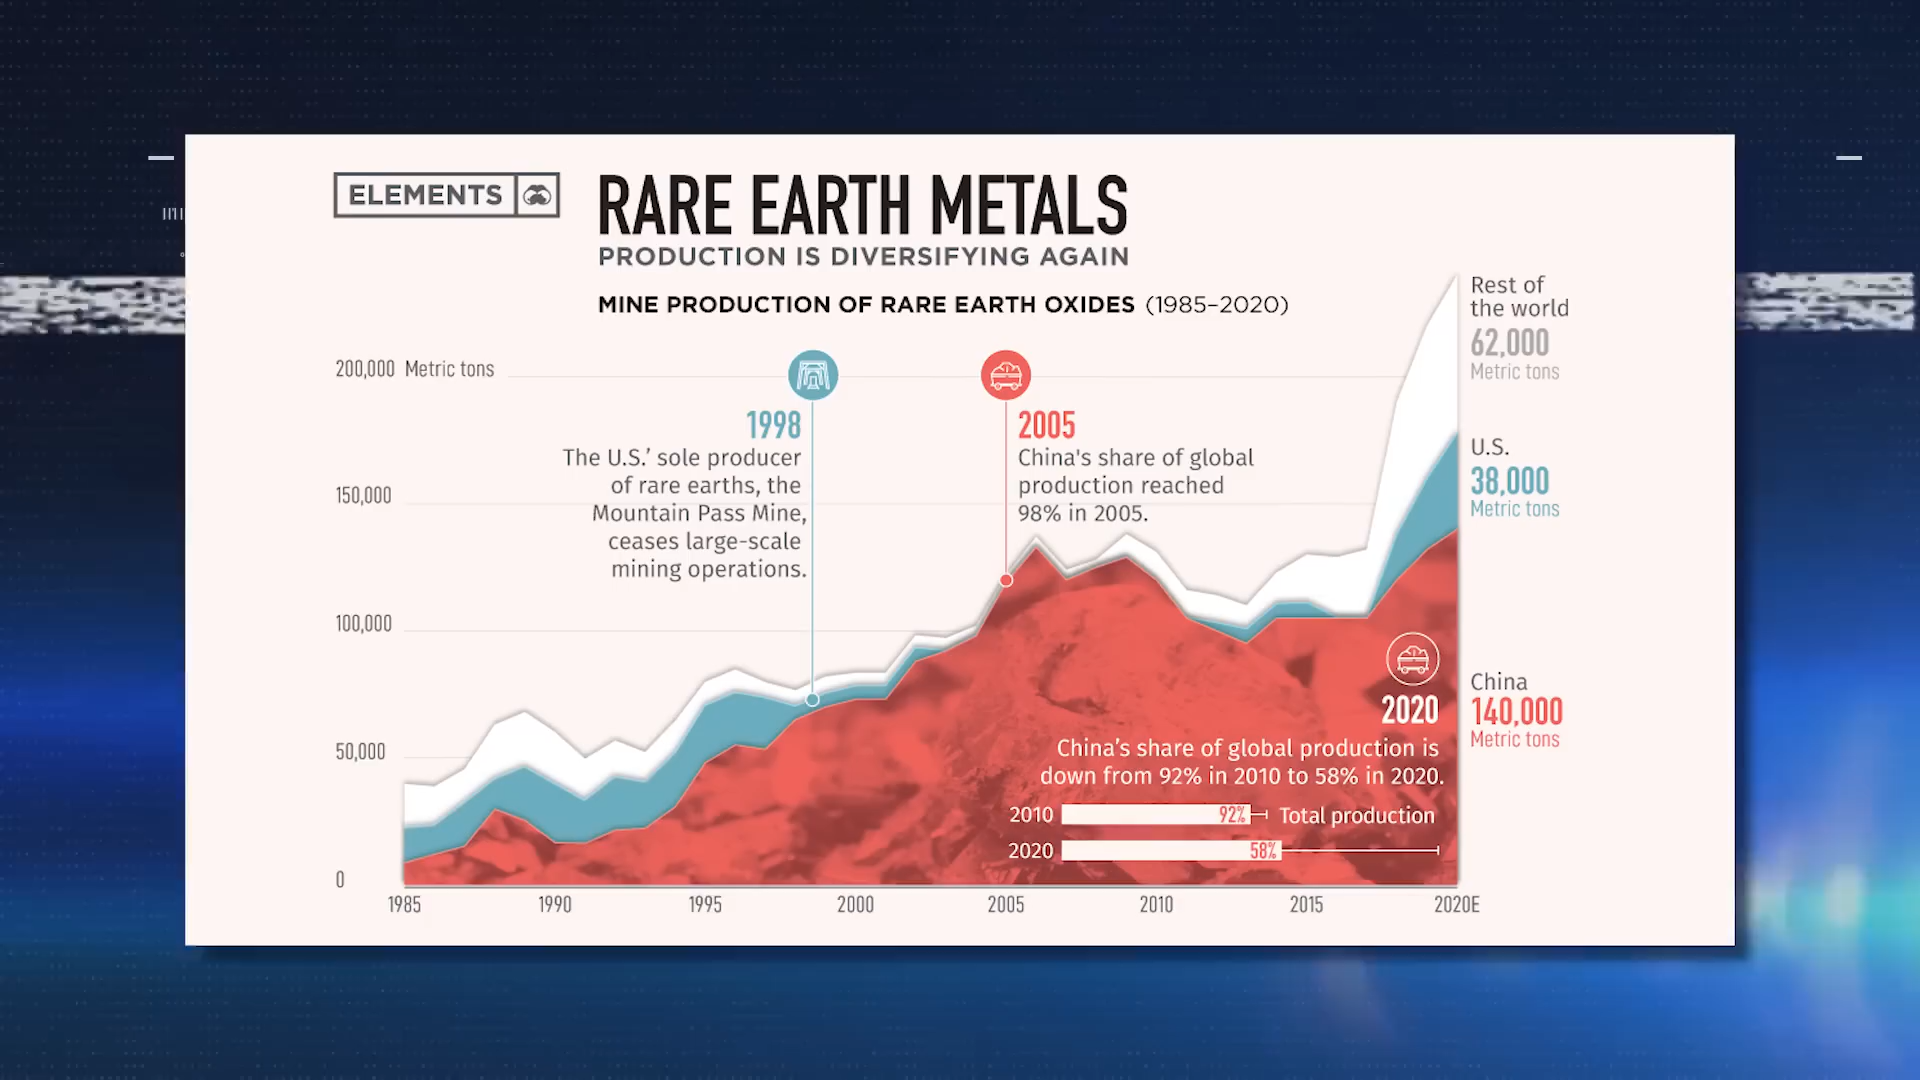 ELEMENTS
RARE EARTH METALS
PRODUCTION IS DIVERSIFYING AGAIN
MINE PRODUCTION OF RARE EARTH OXIDES (1985–2020)
200,000 Metric tons
150,000
100,000
50,000
0
1998
The U.S.’ sole producer
of rare earths, the
Mountain Pass Mine,
ceases large-scale
mining operations.
2005
China's share of global
production reached
98% in 2005.
Rest of
the world
62,000
Metric tons
U.S.
38,000
Metric tons
China
140,000
Metric tons
2020
China’s share of global production is
down from 92% in 2010 to 58% in 2020.
2010 92% Total production
2020 58%
1985 1990 1995 2000 2005 2010 2015 2020E